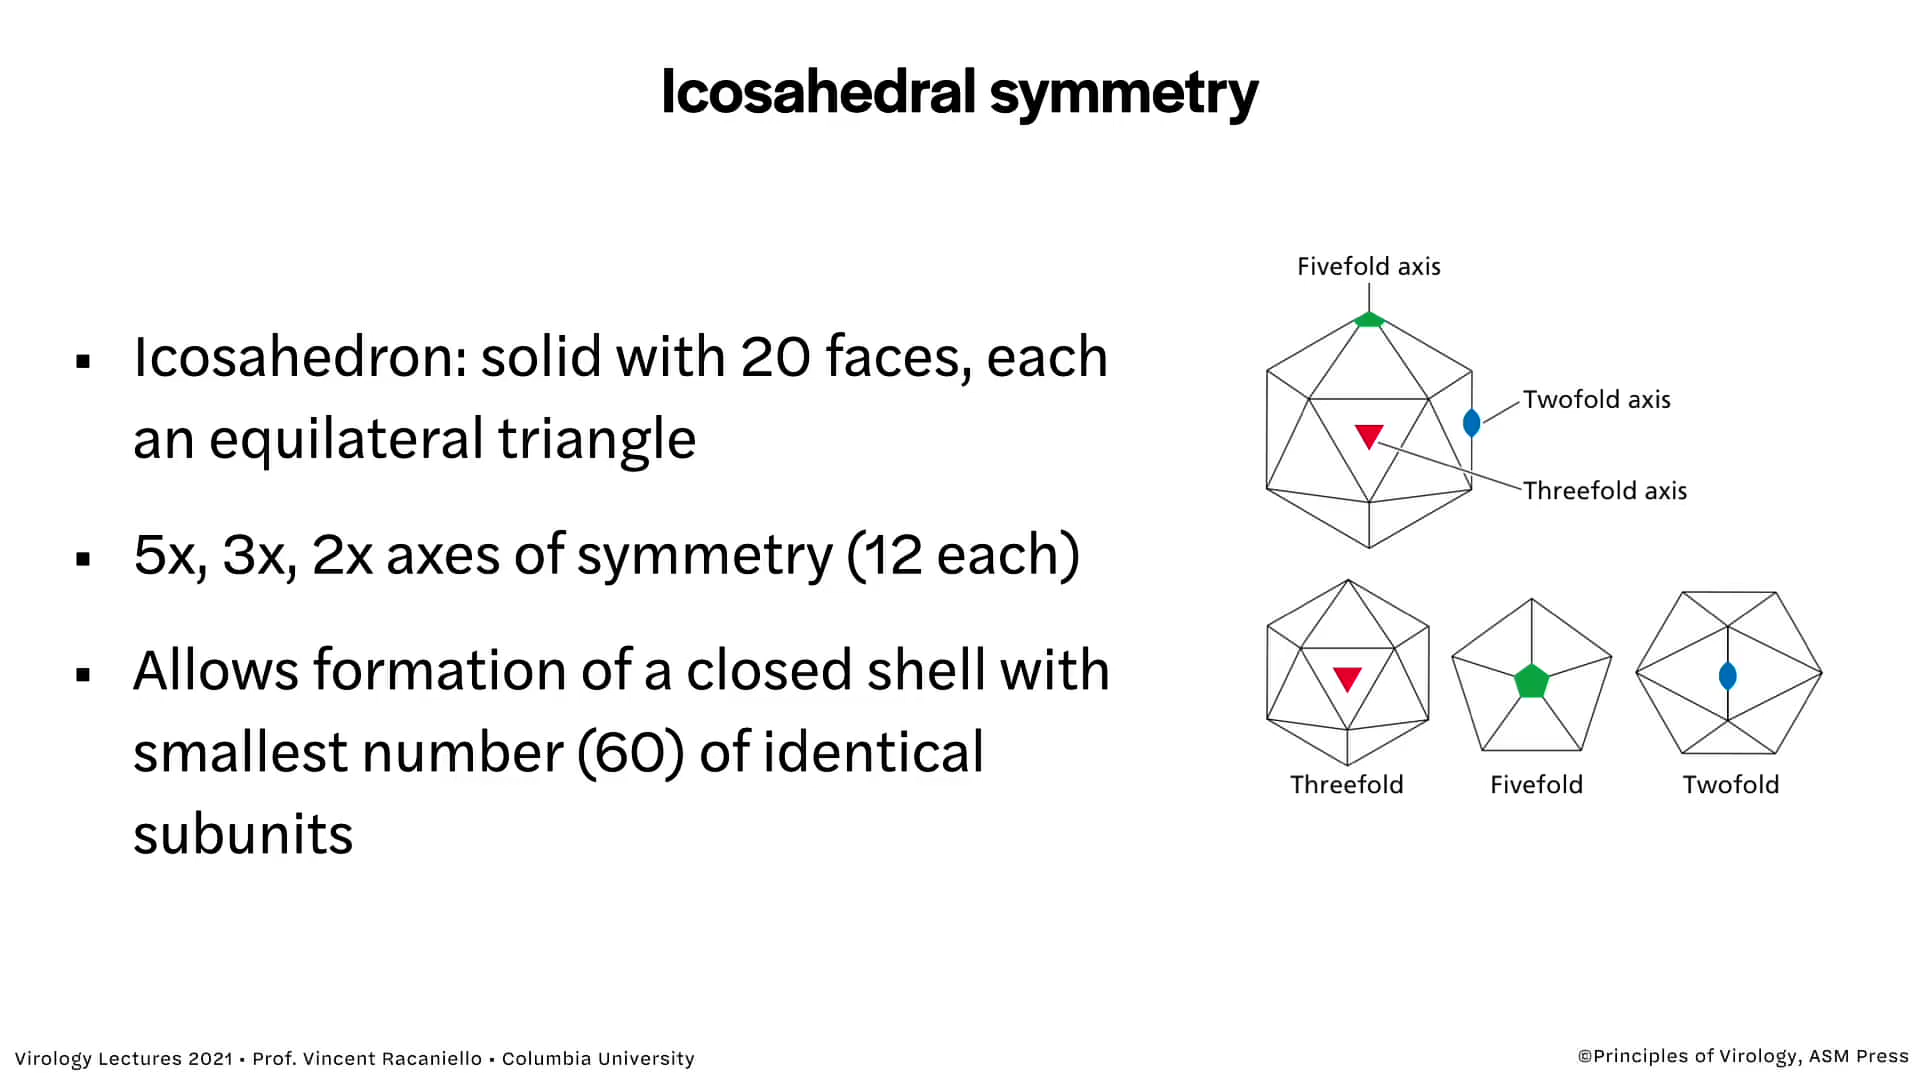 Icosahedral symmetry
▪ Icosahedron: solid with 20 faces, each
an equilateral triangle
▪ 5x, 3x, 2x axes of symmetry (12 each)
▪ Allows formation of a closed shell with
smallest number (60) of identical
subunits
Fivefold axis
Twofold axis
Threefold axis
Threefold
Fivefold
Twofold
Virology Lectures 2021 • Prof. Vincent Racaniello • Columbia University
©Principles of Virology, ASM Press